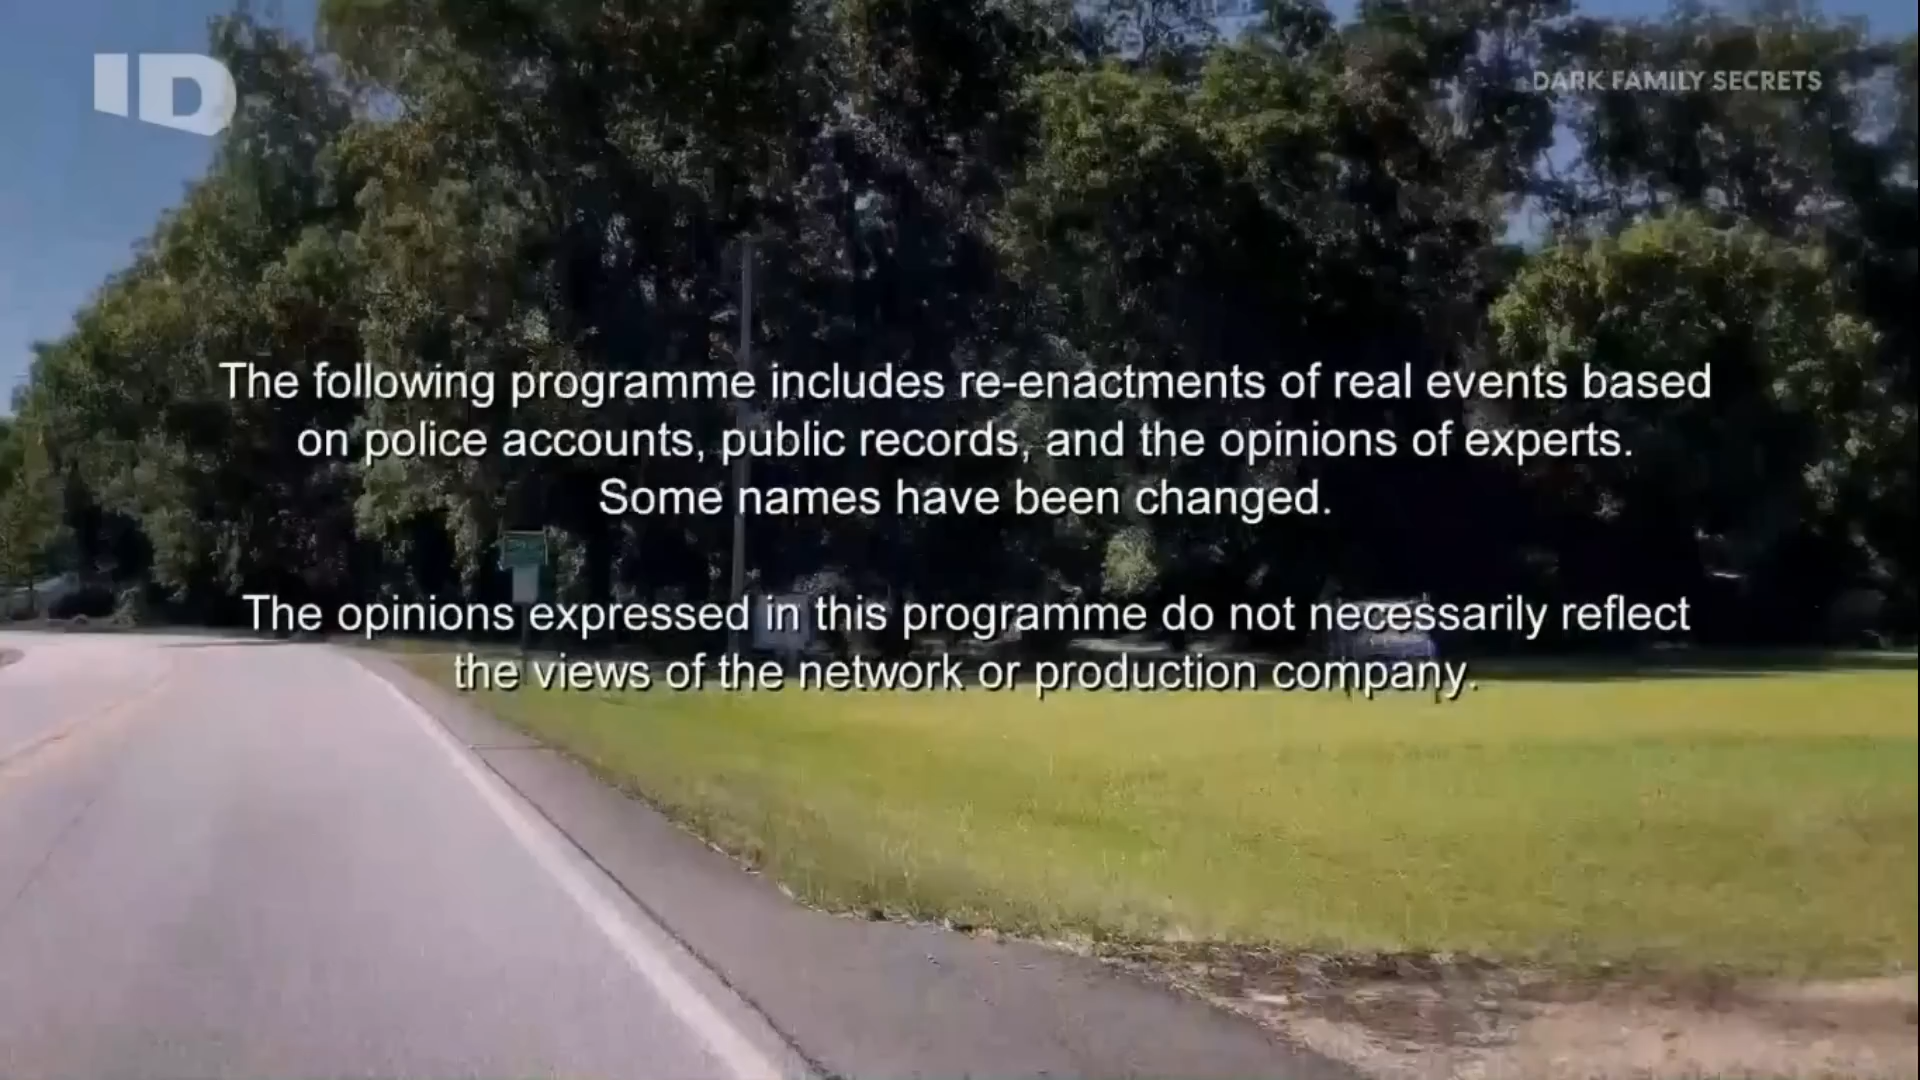 ID
DARK FAMILY SECRETS
The following programme includes re-enactments of real events based
on police accounts, public records, and the opinions of experts.
Some names have been changed.
The opinions expressed in this programme do not necessarily reflect
the views of the network or production company.